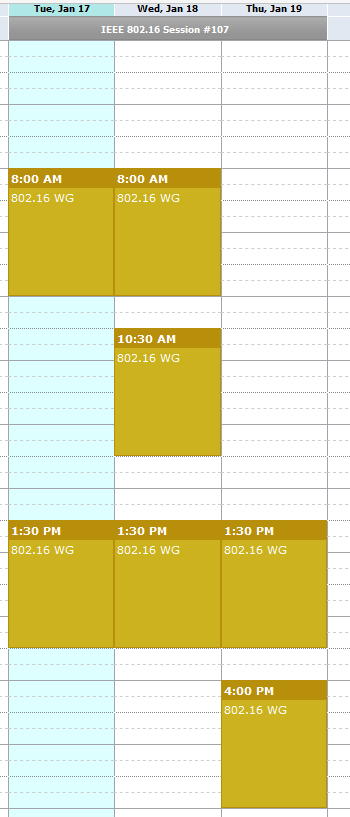 Tue, Jan 17 Wed, Jan 18 Thu, Jan 19
IEEE 802.16 Session #107
8:00 AM 8:00 AM
802.16 WG 802.16 WG
10:30 AM
802.16 WG
1:30 PM 1:30 PM 1:30 PM
802.16 WG 802.16 WG 802.16 WG
4:00 PM
802.16 WG